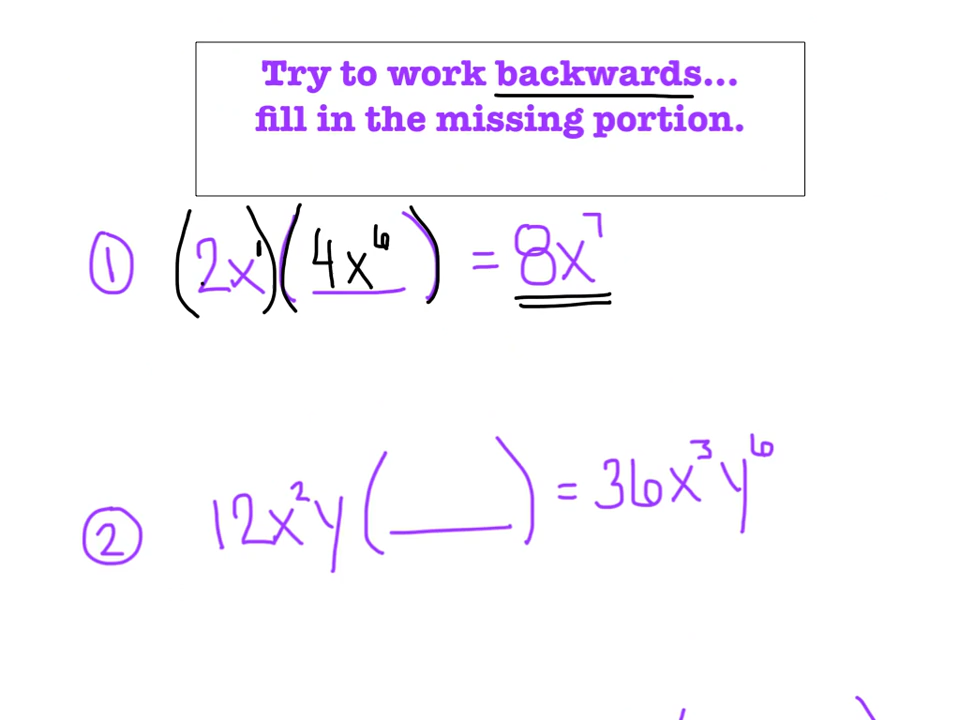 Try to work backwards...
fill in the missing portion.
① (2x¹)(4x⁶) = 8x⁷
② 12x²y (____) = 36x³y⁶